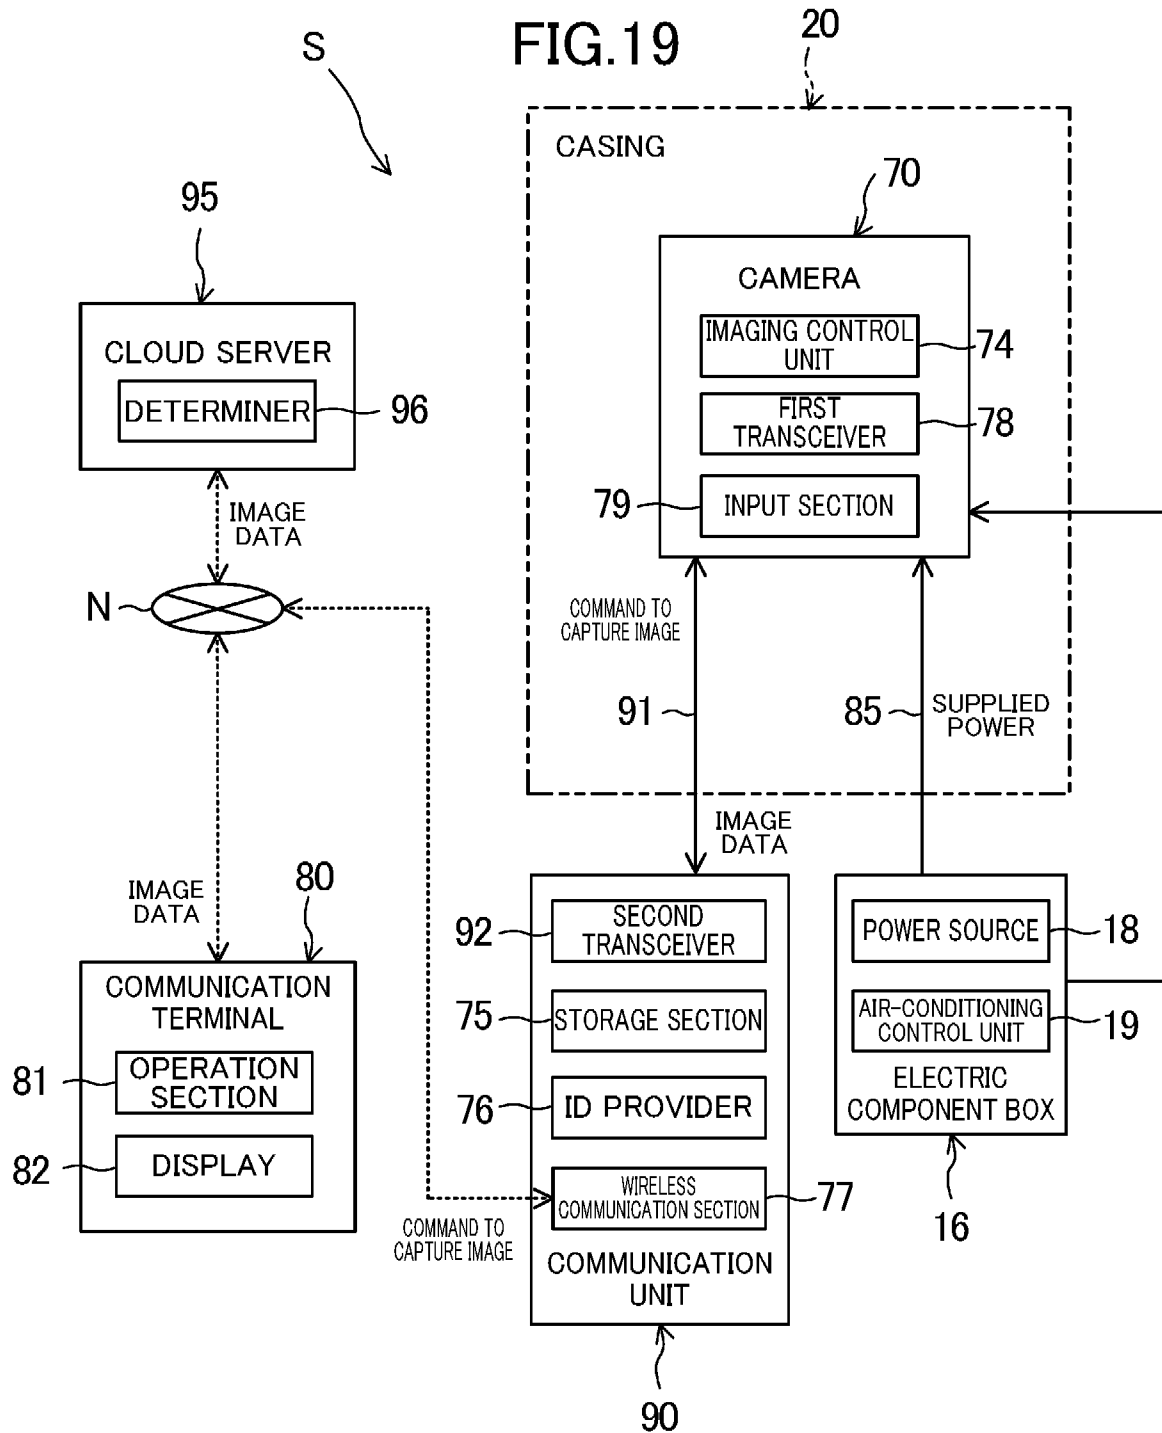 FIG.19
S
20
CASING
70
CAMERA
IMAGING CONTROL
UNIT
74
FIRST
TRANSCEIVER
78
79
INPUT SECTION
95
CLOUD SERVER
DETERMINER
96
IMAGE
DATA
N
COMMAND TO
CAPTURE IMAGE
91
85
SUPPLIED
POWER
IMAGE
DATA
IMAGE
DATA
80
COMMUNICATION
TERMINAL
81
OPERATION
SECTION
82
DISPLAY
92
SECOND
TRANSCEIVER
75
STORAGE SECTION
76
ID PROVIDER
WIRELESS
COMMUNICATION SECTION
77
COMMAND TO
CAPTURE IMAGE
COMMUNICATION
UNIT
90
POWER SOURCE
18
AIR-CONDITIONING
CONTROL UNIT
19
ELECTRIC
COMPONENT BOX
16